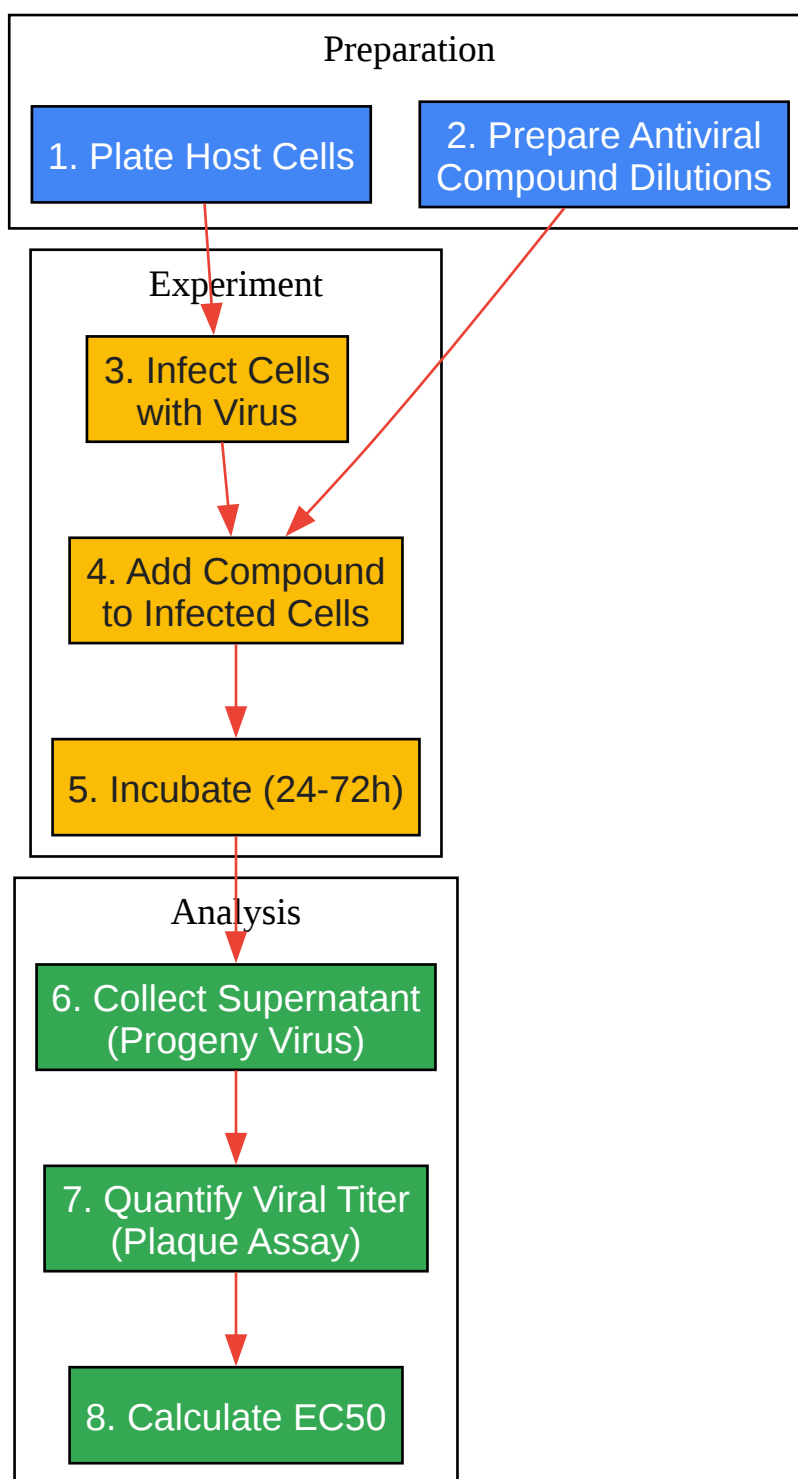 Preparation
1. Plate Host Cells
2. Prepare Antiviral
Compound Dilutions
Experiment
3. Infect Cells
with Virus
4. Add Compound
to Infected Cells
5. Incubate (24-72h)
Analysis
6. Collect Supernatant
(Progeny Virus)
7. Quantify Viral Titer
(Plaque Assay)
8. Calculate EC50